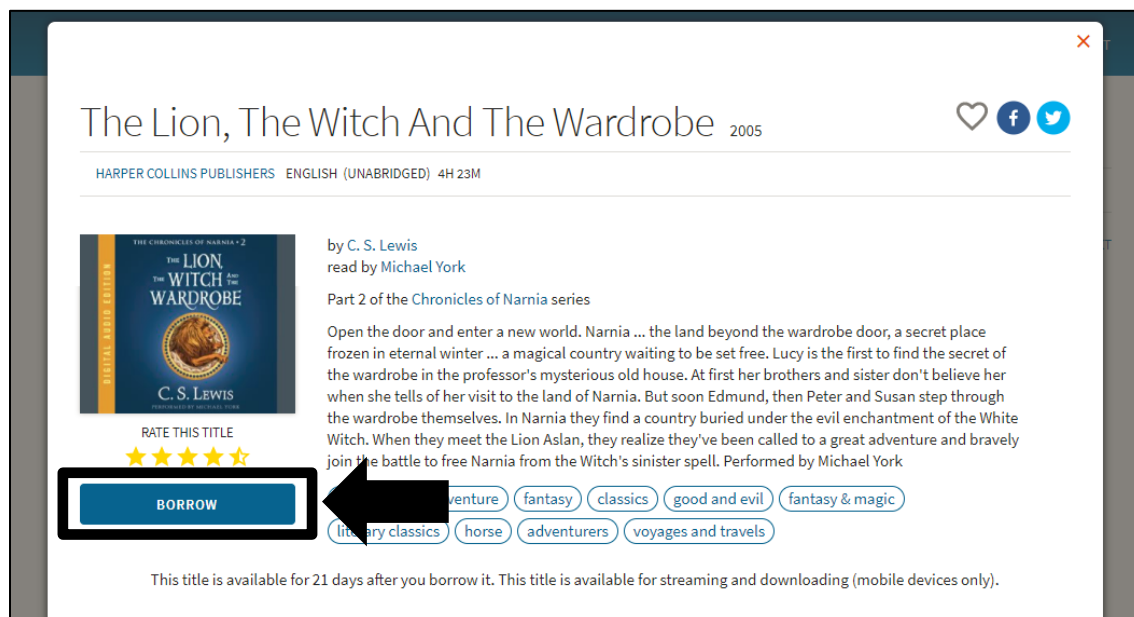 The Lion, The Witch And The Wardrobe 2005
HARPER COLLINS PUBLISHERS ENGLISH (UNABRIDGED) 4H 23M
THE CHRONICLES OF NARNIA • 2
THE LION,
THE WITCH AND THE
WARDROBE
DIGITAL AUDIO EDITION
C. S. LEWIS
PERFORMED BY MICHAEL YORK
RATE THIS TITLE
BORROW
by C. S. Lewis
read by Michael York
Part 2 of the Chronicles of Narnia series
Open the door and enter a new world. Narnia ... the land beyond the wardrobe door, a secret place
frozen in eternal winter ... a magical country waiting to be set free. Lucy is the first to find the secret of
the wardrobe in the professor's mysterious old house. At first her brothers and sister don't believe her
when she tells of her visit to the land of Narnia. But soon Edmund, then Peter and Susan step through
the wardrobe themselves. In Narnia they find a country buried under the evil enchantment of the White
Witch. When they meet the Lion Aslan, they realize they've been called to a great adventure and bravely
join the battle to free Narnia from the Witch's sinister spell. Performed by Michael York
venture fantasy classics good and evil fantasy & magic
literary classics horse adventurers voyages and travels
This title is available for 21 days after you borrow it. This title is available for streaming and downloading (mobile devices only).